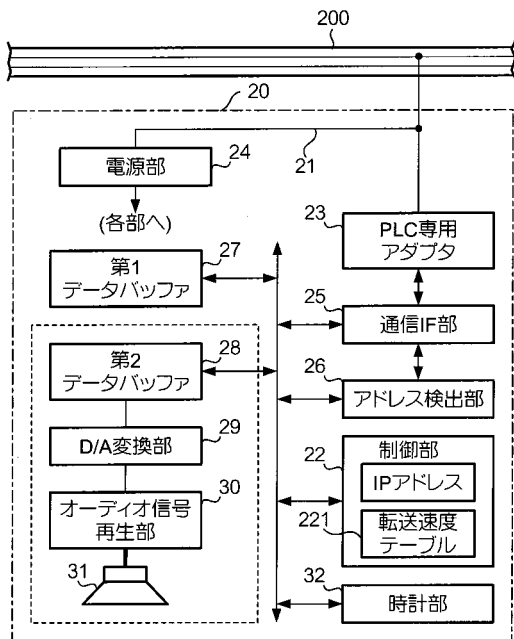 200
20
21
電源部
24
(各部へ)
23
PLC専用
アダプタ
第1
データバッファ
27
25
通信IF部
第2
データバッファ
28
26
アドレス検出部
D/A変換部
29
22
制御部
IPアドレス
オーディオ信号
再生部
30
221
転送速度
テーブル
31
32
時計部